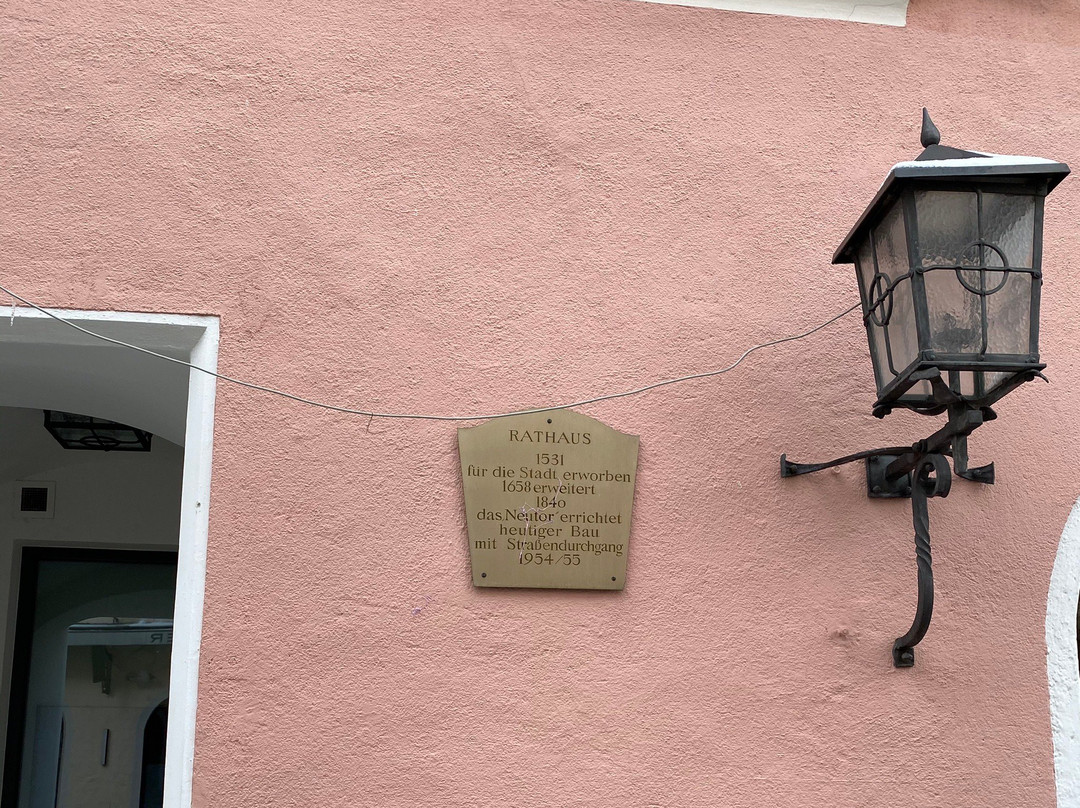 RATHAUS
1531
für die Stadt erworben
1658 erweitert
1840
das Neutor errichtet
heutiger Bau
mit Straßendurchgang
1954/55